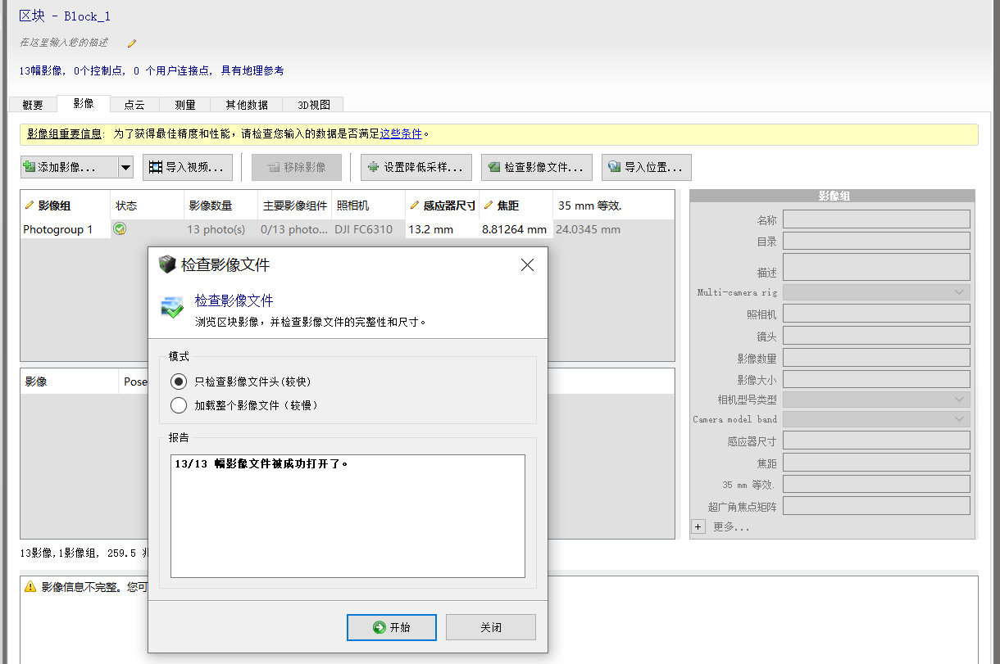 区块 - Block_1
在这里输入您的描述
13幅影像, 0个控制点, 0 个用户连接点, 具有地理参考
概要 影像 点云 测量 其他数据 3D视图
影像组重要信息: 为了获得最佳精度和性能，请检查您输入的数据是否满足这些条件。
添加影像... 导入视频... 移除影像 设置降低采样... 检查影像文件... 导入位置...
影像组 状态 影像数量 主要影像组件 照相机 感应器尺寸 焦距 35 mm 等效.
Photogroup 1 13 photo(s) 0/13 photo... DJI FC6310 13.2 mm 8.81264 mm 24.0345 mm
影像组
名称
目录
描述
Multi-camera rig
照相机
镜头
影像数量
影像大小
相机型号类型
Camera model band
感应器尺寸
焦距
35 mm 等效.
超广角焦点矩阵
+ 更多...
影像 Pose
13影像,1影像组, 259.5
影像信息不完整。您可
检查影像文件
检查影像文件
浏览区块影像，并检查影像文件的完整性和尺寸。
模式
只检查影像文件头(较快)
加载整个影像文件（较慢）
报告
13/13 幅影像文件被成功打开了。
开始 关闭